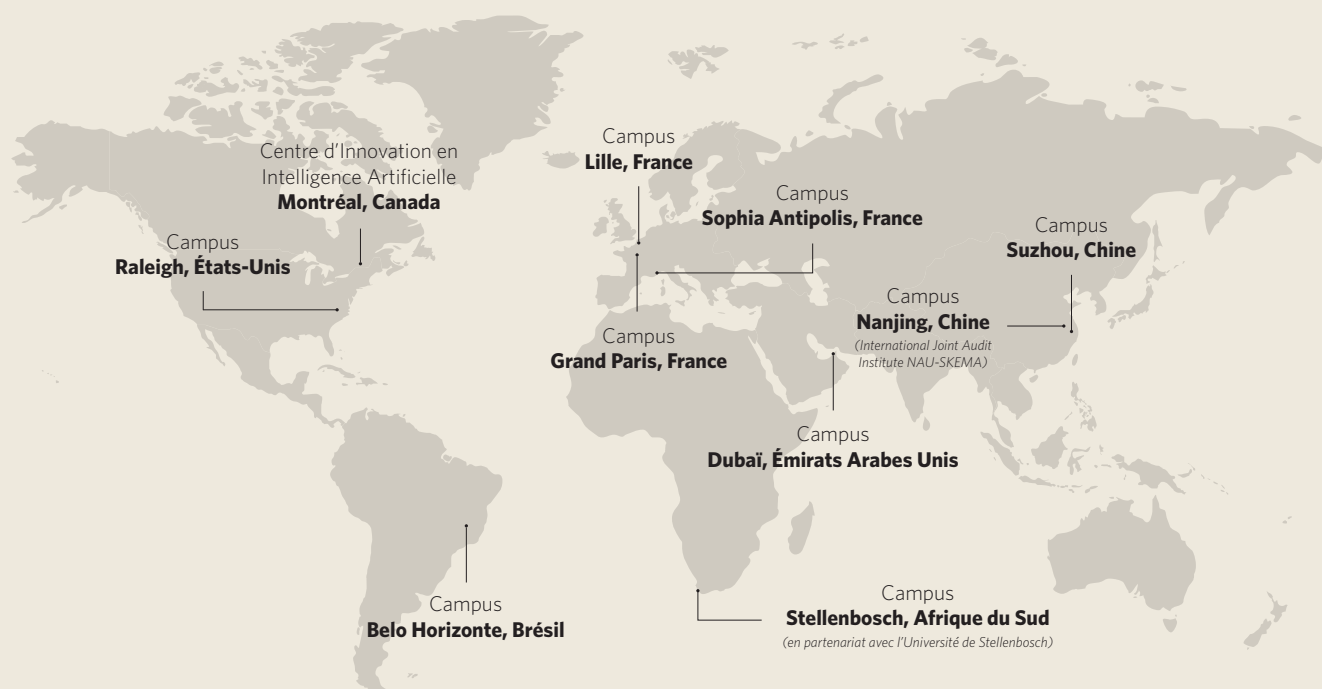 Campus
Lille, France
Centre d'Innovation en
Intelligence Artificielle
Montréal, Canada
Campus
Sophia Antipolis, France
Campus
Suzhou, Chine
Campus
Raleigh, États-Unis
Campus
Nanjing, Chine
(International Joint Audit
Institute NAU-SKEMA)
Campus
Grand Paris, France
Campus
Dubaï, Émirats Arabes Unis
Campus
Belo Horizonte, Brésil
Campus
Stellenbosch, Afrique du Sud
(en partenariat avec l'Université de Stellenbosch)